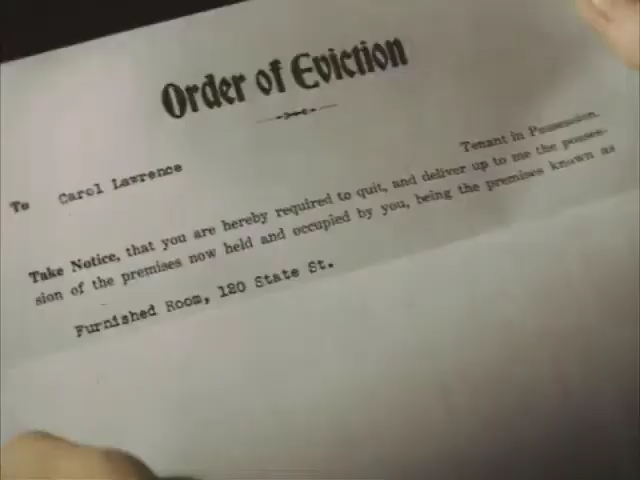 Order of Eviction
To Carol Lawrence
Tenant in Possession.
Take Notice, that you are hereby required to quit, and deliver up to me the posses-
sion of the premises now held and occupied by you, being the premises known as
Furnished Room, 120 State St.